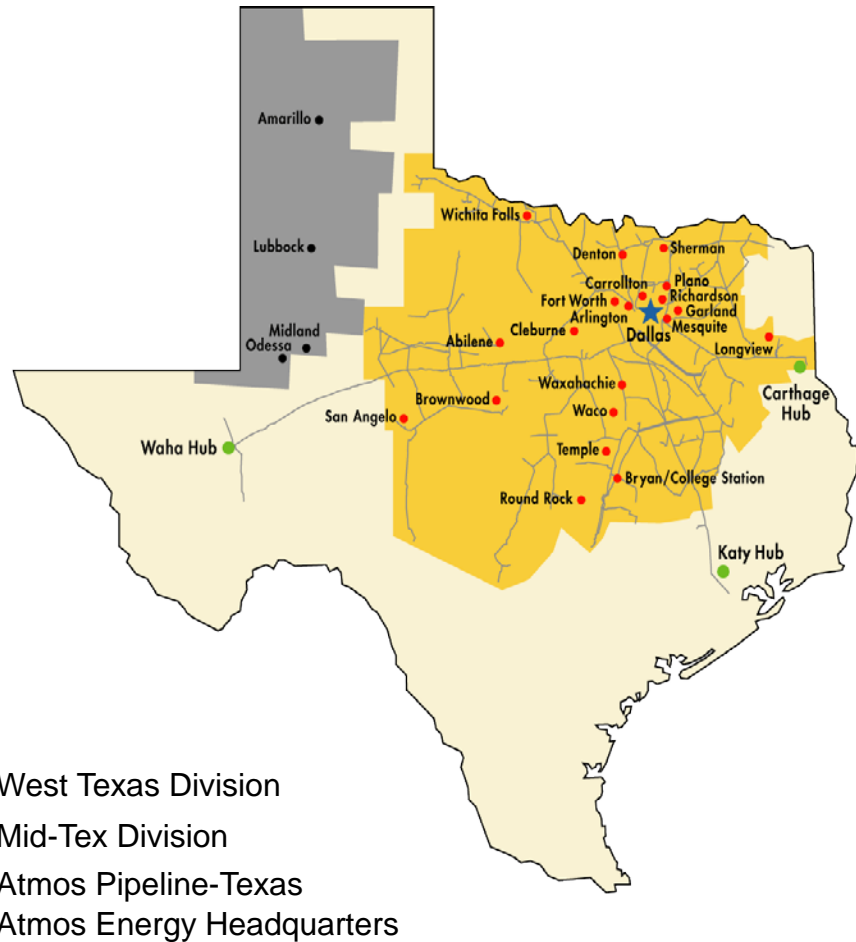 Amarillo
Wichita Falls
Lubbock
Denton
Sherman
Carrollton
Plano
Fort Worth
Richardson
Arlington
Garland
Cleburne
Mesquite
Midland
Odessa
Abilene
Dallas
Longview
Waxahachie
Brownwood
Carthage
Hub
San Angelo
Waco
Waha Hub
Temple
Bryan/College Station
Round Rock
Katy Hub
West Texas Division
Mid-Tex Division
Atmos Pipeline-Texas
Atmos Energy Headquarters